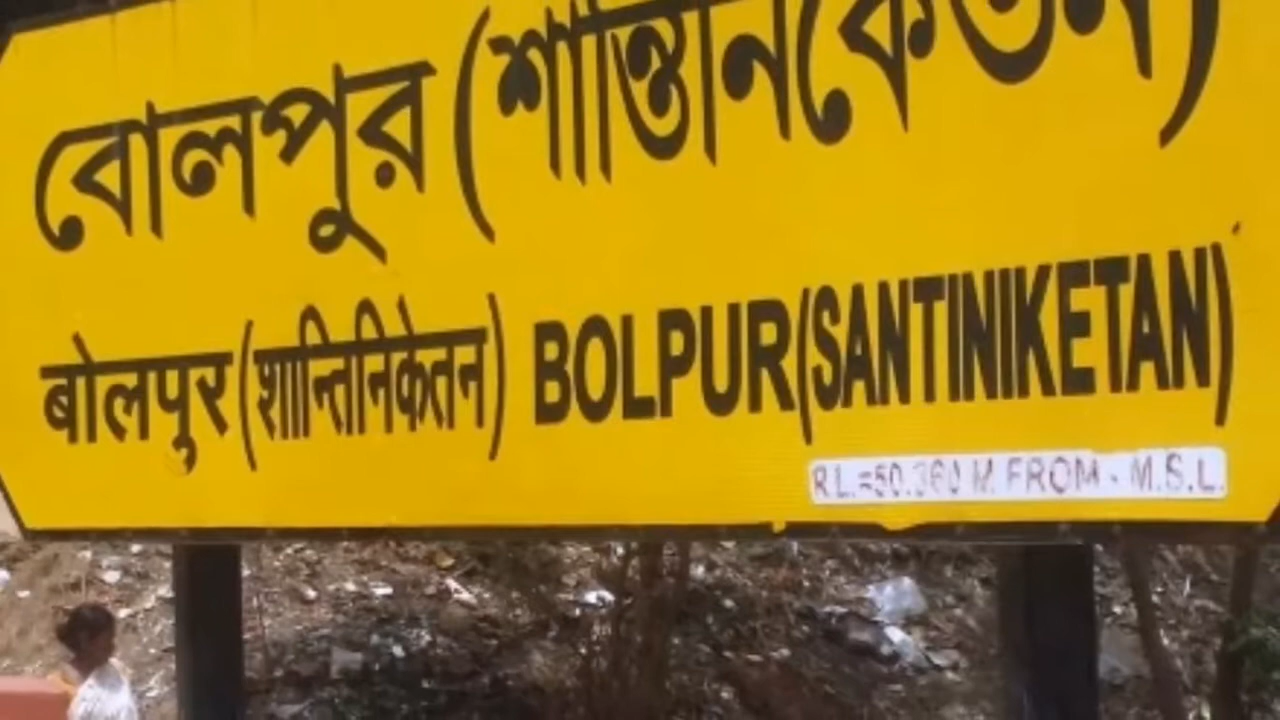 বোলপুর (শান্তিনিকেতন)
बोलपुर (शान्तिनिकेतन) BOLPUR (SANTINIKETAN)
R.L.=50.360 M FROM - M.S.L.